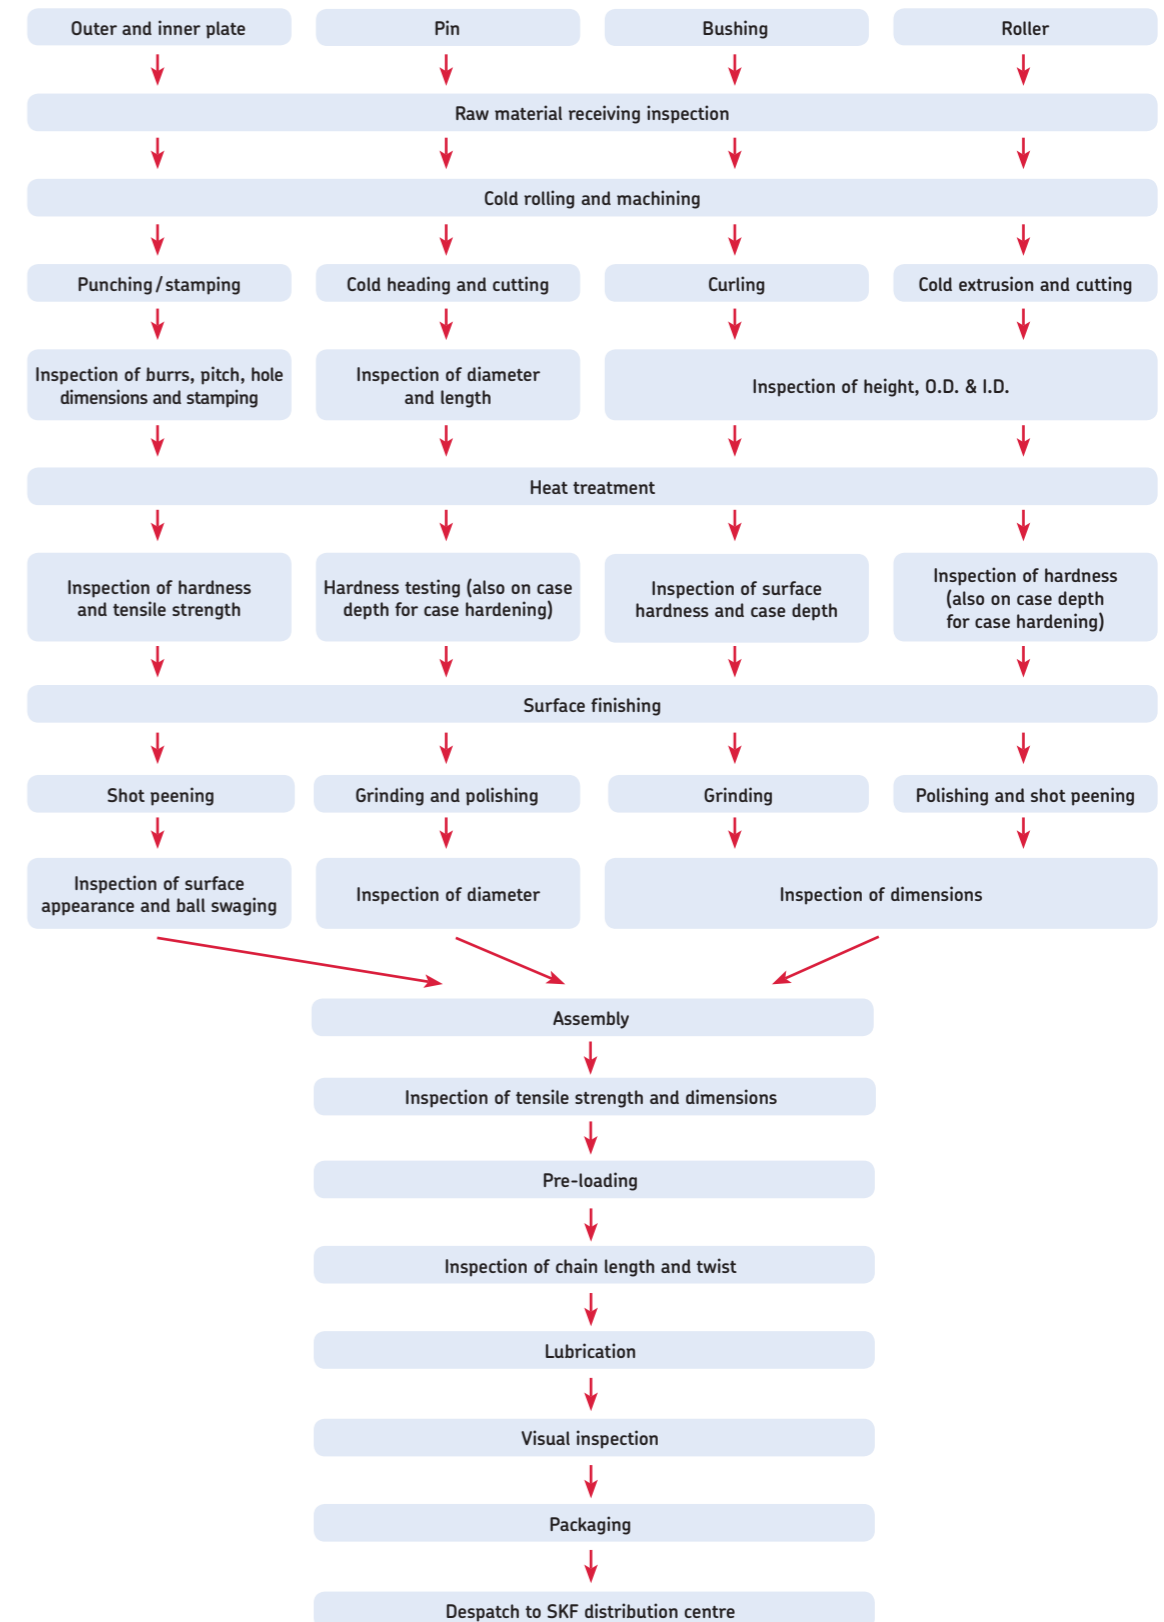 Outer and inner plate
Pin
Bushing
Roller
Raw material receiving inspection
Cold rolling and machining
Punching/stamping
Cold heading and cutting
Curling
Cold extrusion and cutting
Inspection of burrs, pitch, hole
dimensions and stamping
Inspection of diameter
and length
Inspection of height, O.D. & I.D.
Heat treatment
Inspection of hardness
and tensile strength
Hardness testing (also on case
depth for case hardening)
Inspection of surface
hardness and case depth
Inspection of hardness
(also on case depth
for case hardening)
Surface finishing
Shot peening
Grinding and polishing
Grinding
Polishing and shot peening
Inspection of surface
appearance and ball swaging
Inspection of diameter
Inspection of dimensions
Assembly
Inspection of tensile strength and dimensions
Pre-loading
Inspection of chain length and twist
Lubrication
Visual inspection
Packaging
Despatch to SKF distribution centre